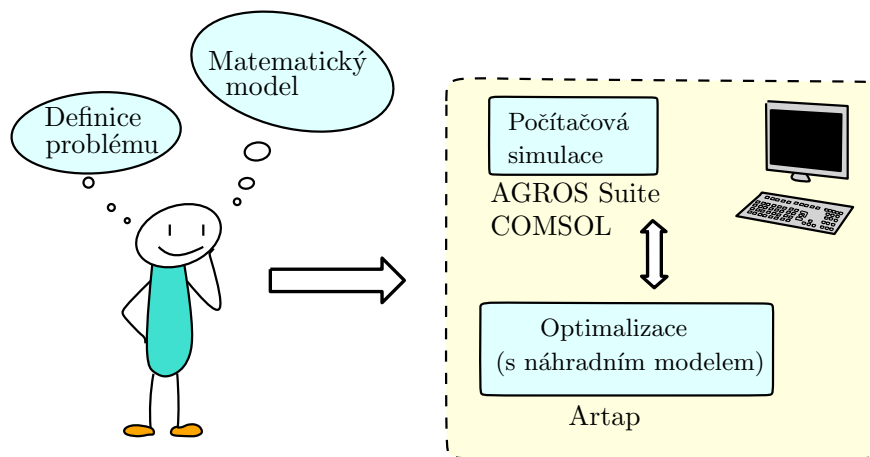 Matematický
model
Definice
problému
Počítačová
simulace
AGROS Suite
COMSOL
Optimalizace
(s náhradním modelem)
Artap